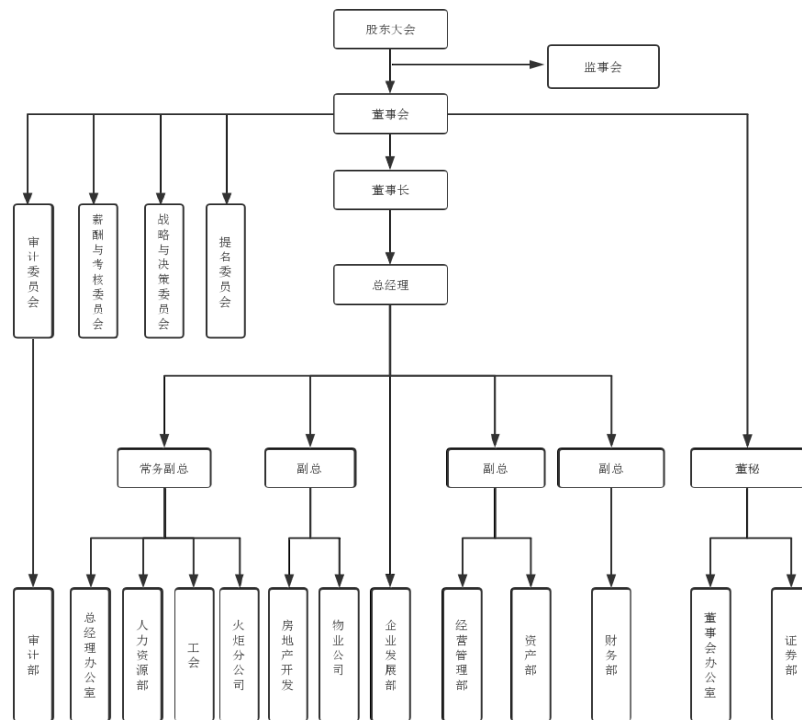 股东大会
监事会
董事会
董事长
总经理
审计委员会
薪酬与考核委员会
战略与决策委员会
提名委员会
常务副总
副总
副总
副总
董秘
审计部
总经理办公室
人力资源部
工会
火炬分公司
房地产开发
物业公司
企业发展部
经营管理部
资产部
财务部
董事会办公室
证券部